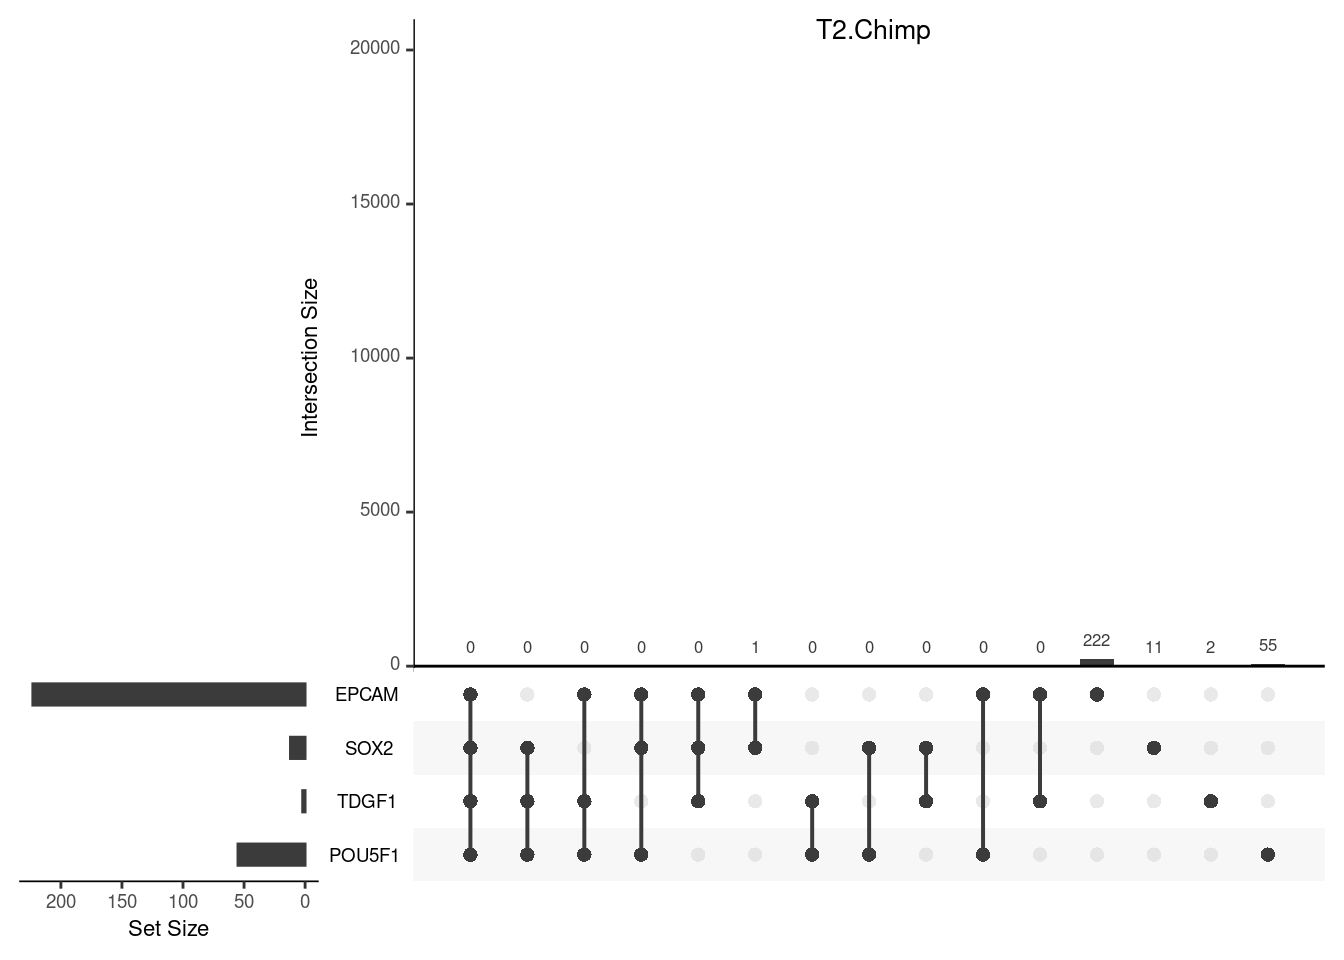 T2.Chimp
20000
15000
10000
5000
0
Intersection Size
0 0 0 0 0 1 0 0 0 0 0 222 11 2 55
EPCAM
SOX2
TDGF1
POU5F1
200 150 100 50 0
Set Size